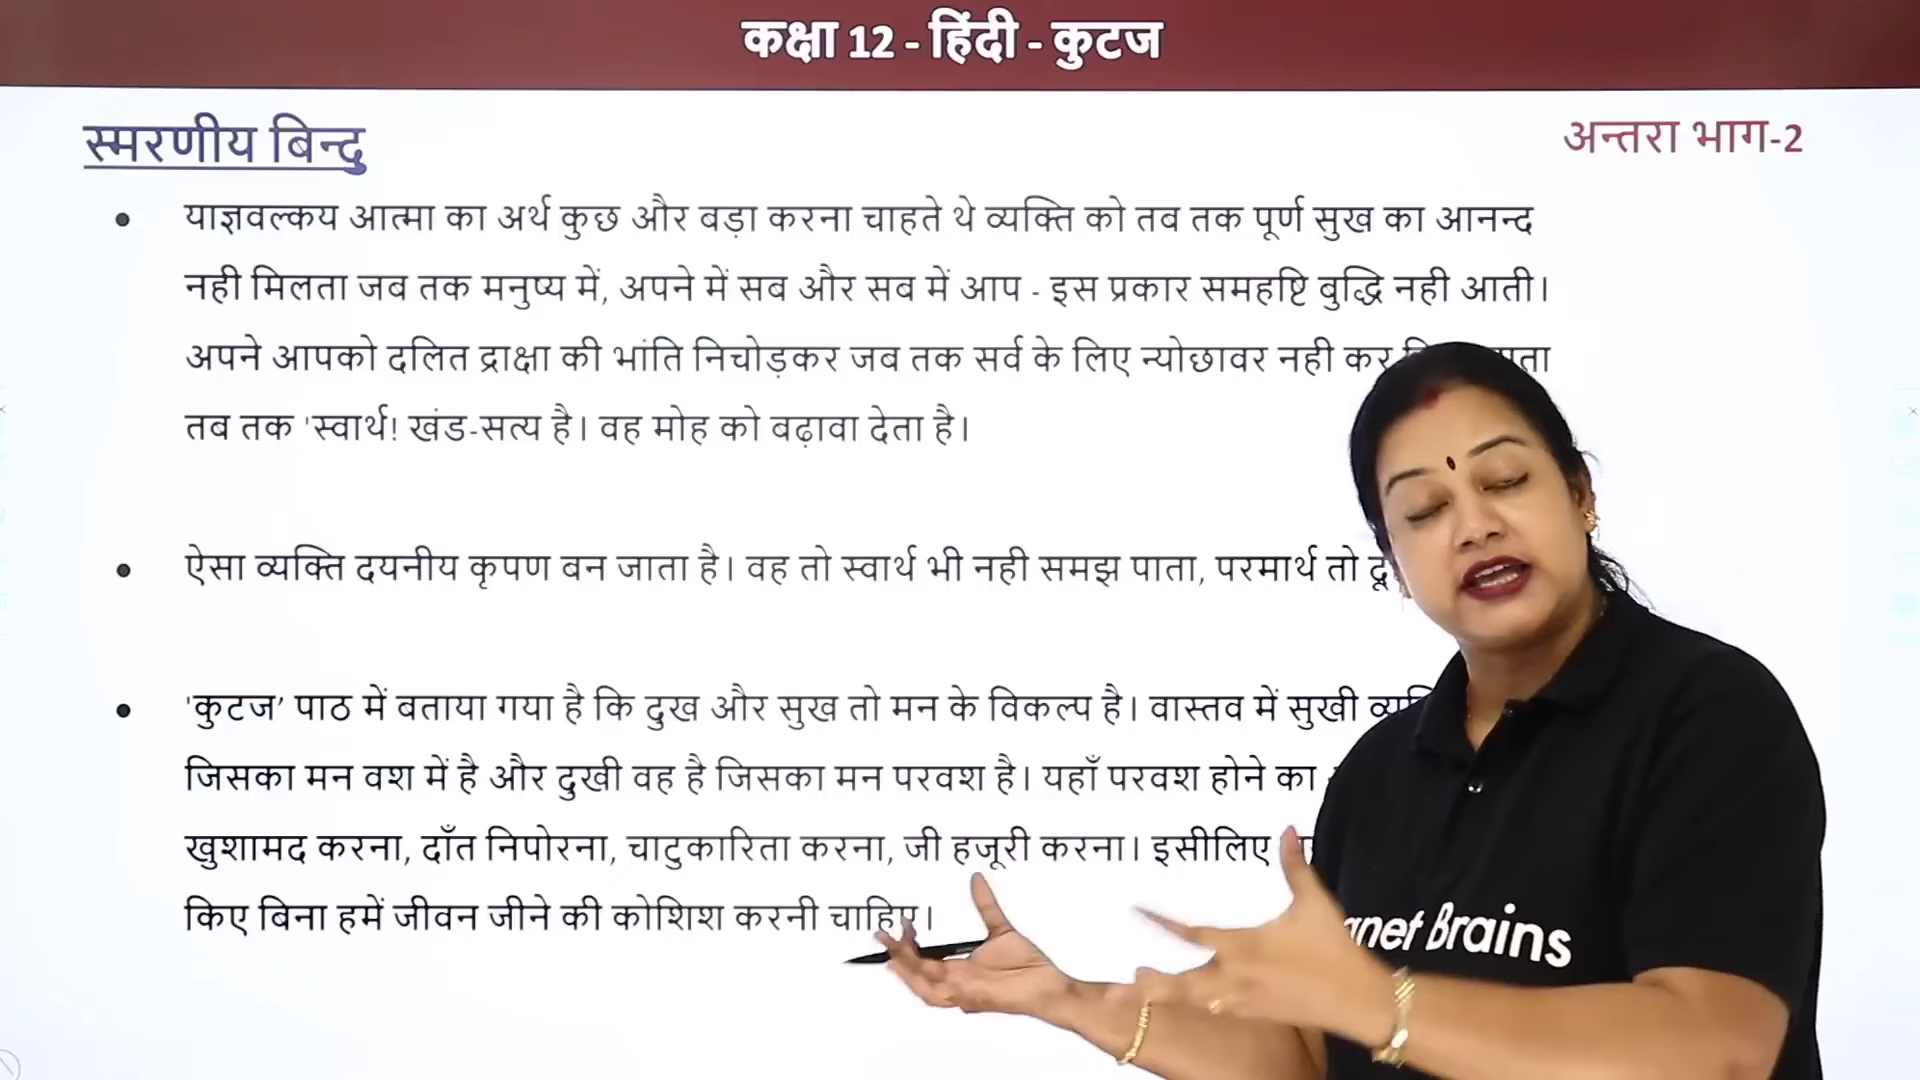 कक्षा 12 - हिंदी - कुटज
स्मरणीय बिन्दु
अन्तरा भाग-2
याज्ञवल्कय आत्मा का अर्थ कुछ और बड़ा करना चाहते थे व्यक्ति को तब तक पूर्ण सुख का आनन्द
नही मिलता जब तक मनुष्य में, अपने में सब और सब में आप - इस प्रकार समहष्टि बुद्धि नही आती।
अपने आपको दलित द्राक्षा की भांति निचोड़कर जब तक सर्व के लिए न्योछावर नही कर
तब तक 'स्वार्थ! खंड-सत्य है। वह मोह को बढ़ावा देता है।
ऐसा व्यक्ति दयनीय कृपण बन जाता है। वह तो स्वार्थ भी नही समझ पाता, परमार्थ तो
'कुटज’ पाठ में बताया गया है कि दुख और सुख तो मन के विकल्प है। वास्तव में सुखी
जिसका मन वश में है और दुखी वह है जिसका मन परवश है। यहाँ परवश होने का
खुशामद करना, दाँत निपोरना, चाटुकारिता करना, जी हजूरी करना। इसीलिए
किए बिना हमें जीवन जीने की कोशिश करनी चाहिए।
anet Brains